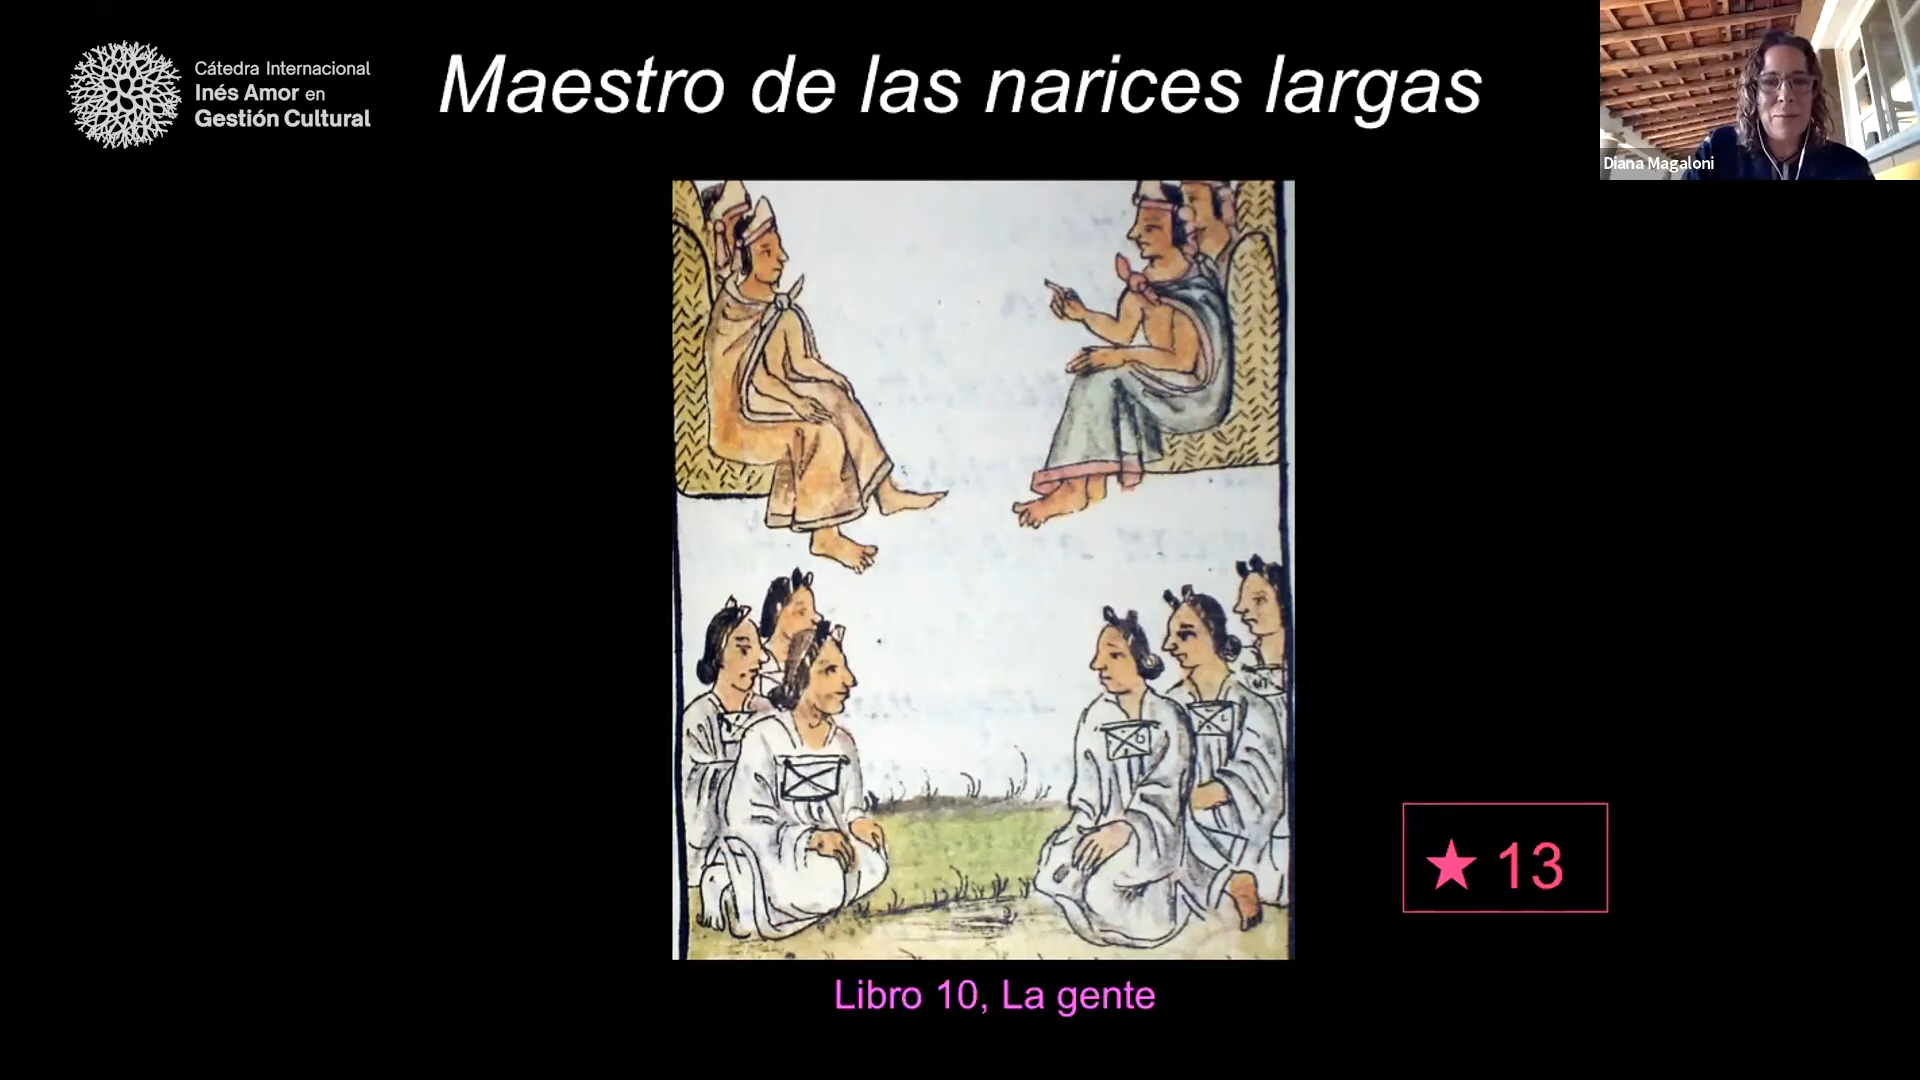 Cátedra Internacional
Inés Amor en
Gestión Cultural
Maestro de las narices largas
Diana Magaloni
★ 13
Libro 10, La gente